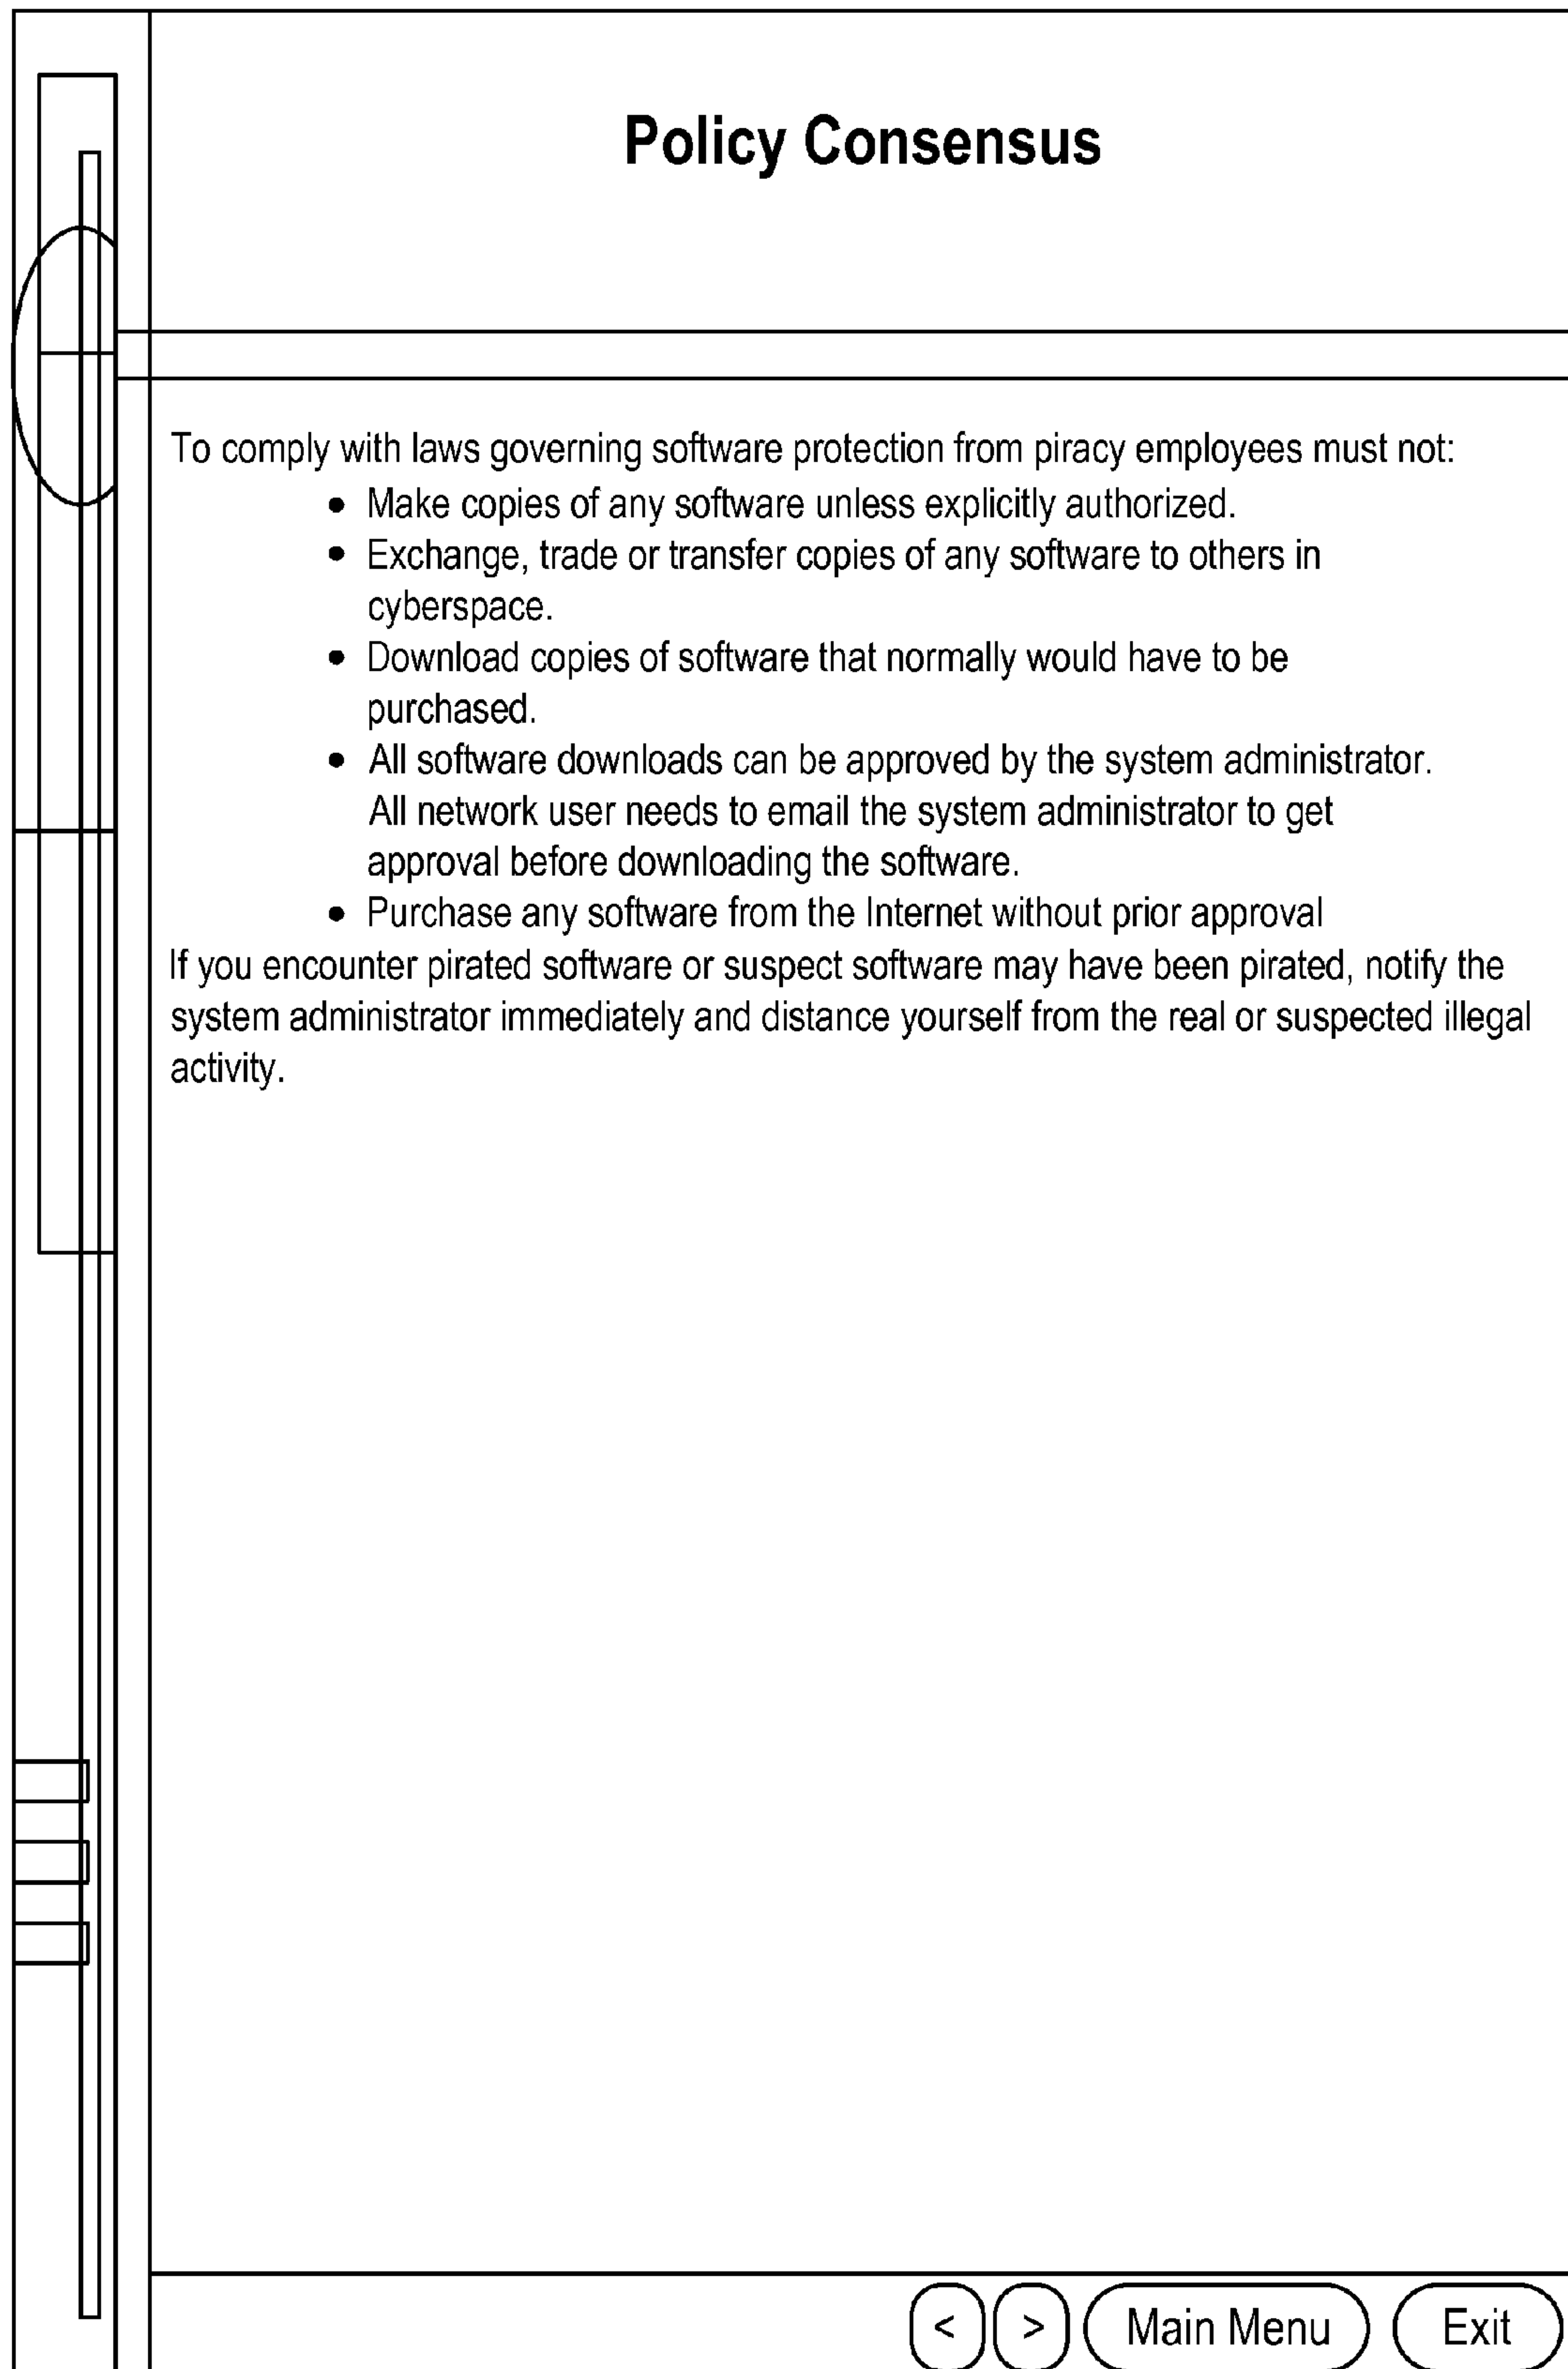 Policy Consensus
To comply with laws governing software protection from piracy employees must not:
• Make copies of any software unless explicitly authorized.
• Exchange, trade or transfer copies of any software to others in
cyberspace.
• Download copies of software that normally would have to be
purchased.
• All software downloads can be approved by the system administrator.
All network user needs to email the system administrator to get
approval before downloading the software.
• Purchase any software from the Internet without prior approval
If you encounter pirated software or suspect software may have been pirated, notify the
system administrator immediately and distance yourself from the real or suspected illegal
activity.
< > Main Menu Exit